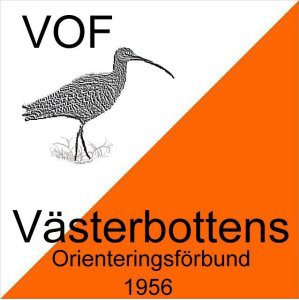 VOF
Västerbottens
Orienteringsförbund
1956